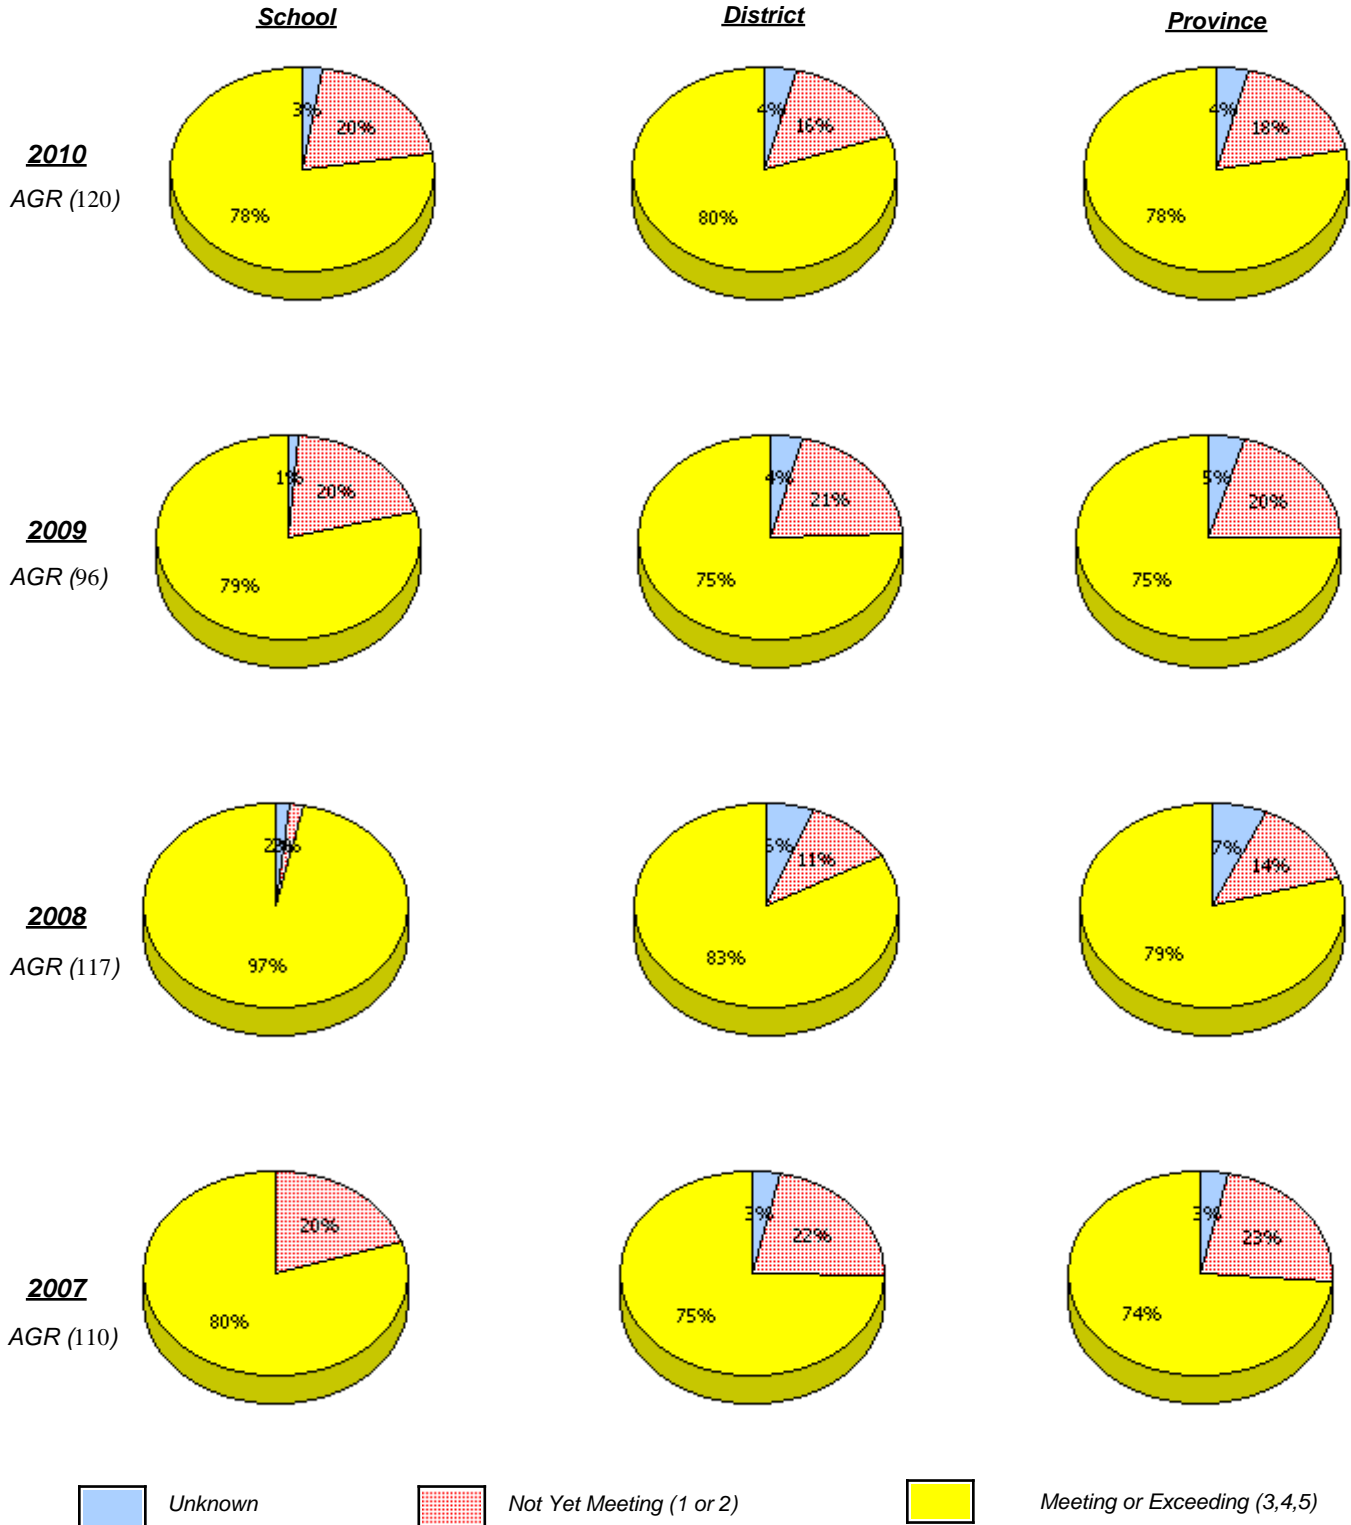 School District Province
3% 20% 78% 4% 16% 80% 4% 18% 78%
2010
AGR (120)
1% 20% 79% 4% 21% 75% 5% 20% 75%
2009
AGR (96)
97% 11% 83% 7% 14% 79%
2008
AGR (117)
20% 80% 3% 22% 75% 3% 23% 74%
2007
AGR (110)
Unknown Not Yet Meeting (1 or 2) Meeting or Exceeding (3,4,5)